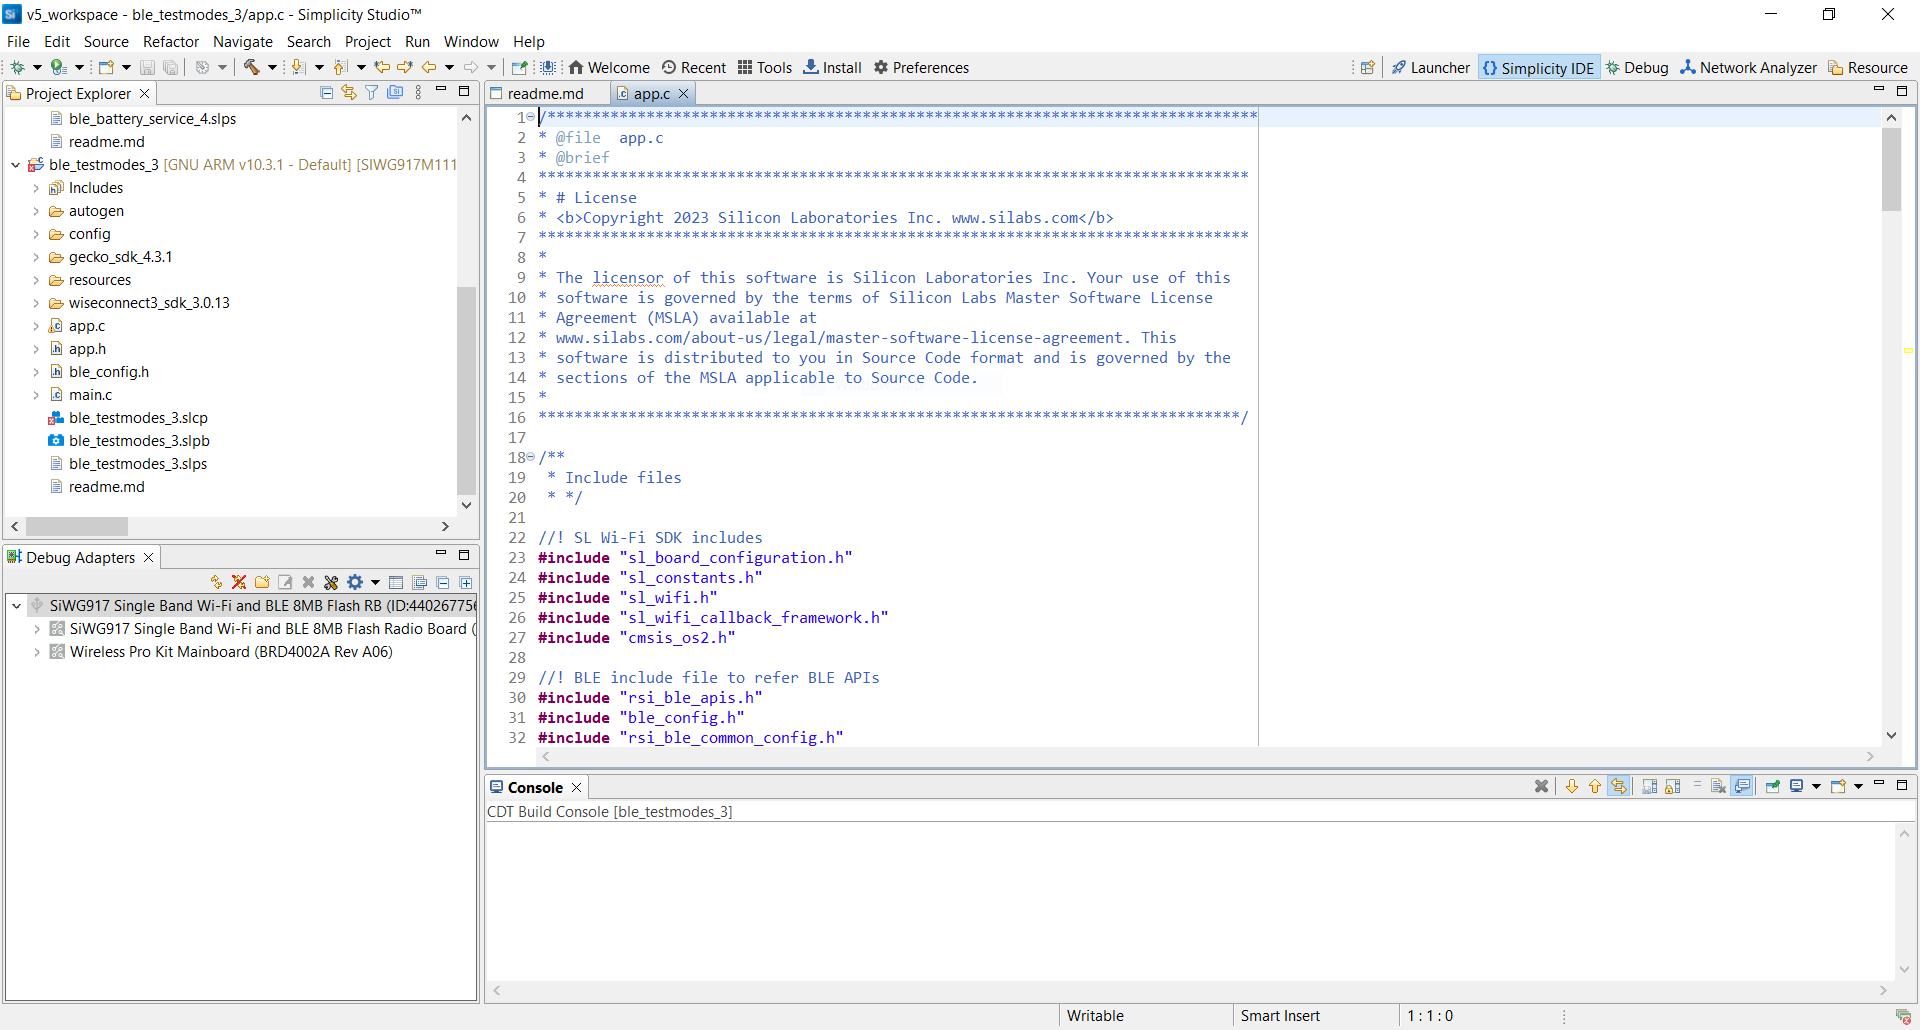 v5_workspace - ble_testmodes_3/app.c - Simplicity Studio™
File Edit Source Refactor Navigate Search Project Run Window Help
Welcome Recent Tools Install Preferences Launcher {} Simplicity IDE Debug Network Analyzer Resource
Project Explorer
ble_battery_service_4.slps
readme.md
ble_testmodes_3 [GNU ARM v10.3.1 - Default] [SIWG917M111
Includes
autogen
config
gecko_sdk_4.3.1
resources
wiseconnect3_sdk_3.0.13
app.c
app.h
ble_config.h
main.c
ble_testmodes_3.slcp
ble_testmodes_3.slpb
ble_testmodes_3.slps
readme.md
Debug Adapters
SiWG917 Single Band Wi-Fi and BLE 8MB Flash RB (ID:440267756
SiWG917 Single Band Wi-Fi and BLE 8MB Flash Radio Board (
Wireless Pro Kit Mainboard (BRD4002A Rev A06)
readme.md app.c
1 /*******************************************************************************
2 * @file  app.c
3 * @brief
4 *******************************************************************************
5 * # License
6 * <b>Copyright 2023 Silicon Laboratories Inc. www.silabs.com</b>
7 *******************************************************************************
8 *
9 * The licensor of this software is Silicon Laboratories Inc. Your use of this
10 * software is governed by the terms of Silicon Labs Master Software License
11 * Agreement (MSLA) available at
12 * www.silabs.com/about-us/legal/master-software-license-agreement. This
13 * software is distributed to you in Source Code format and is governed by the
14 * sections of the MSLA applicable to Source Code.
15 *
16 ******************************************************************************/
17
18 /**
19  * Include files
20  * */
21
22 //! SL Wi-Fi SDK includes
23 #include "sl_board_configuration.h"
24 #include "sl_constants.h"
25 #include "sl_wifi.h"
26 #include "sl_wifi_callback_framework.h"
27 #include "cmsis_os2.h"
28
29 //! BLE include file to refer BLE APIs
30 #include "rsi_ble_apis.h"
31 #include "ble_config.h"
32 #include "rsi_ble_common_config.h"
Console
CDT Build Console [ble_testmodes_3]
Writable Smart Insert 1 : 1 : 0